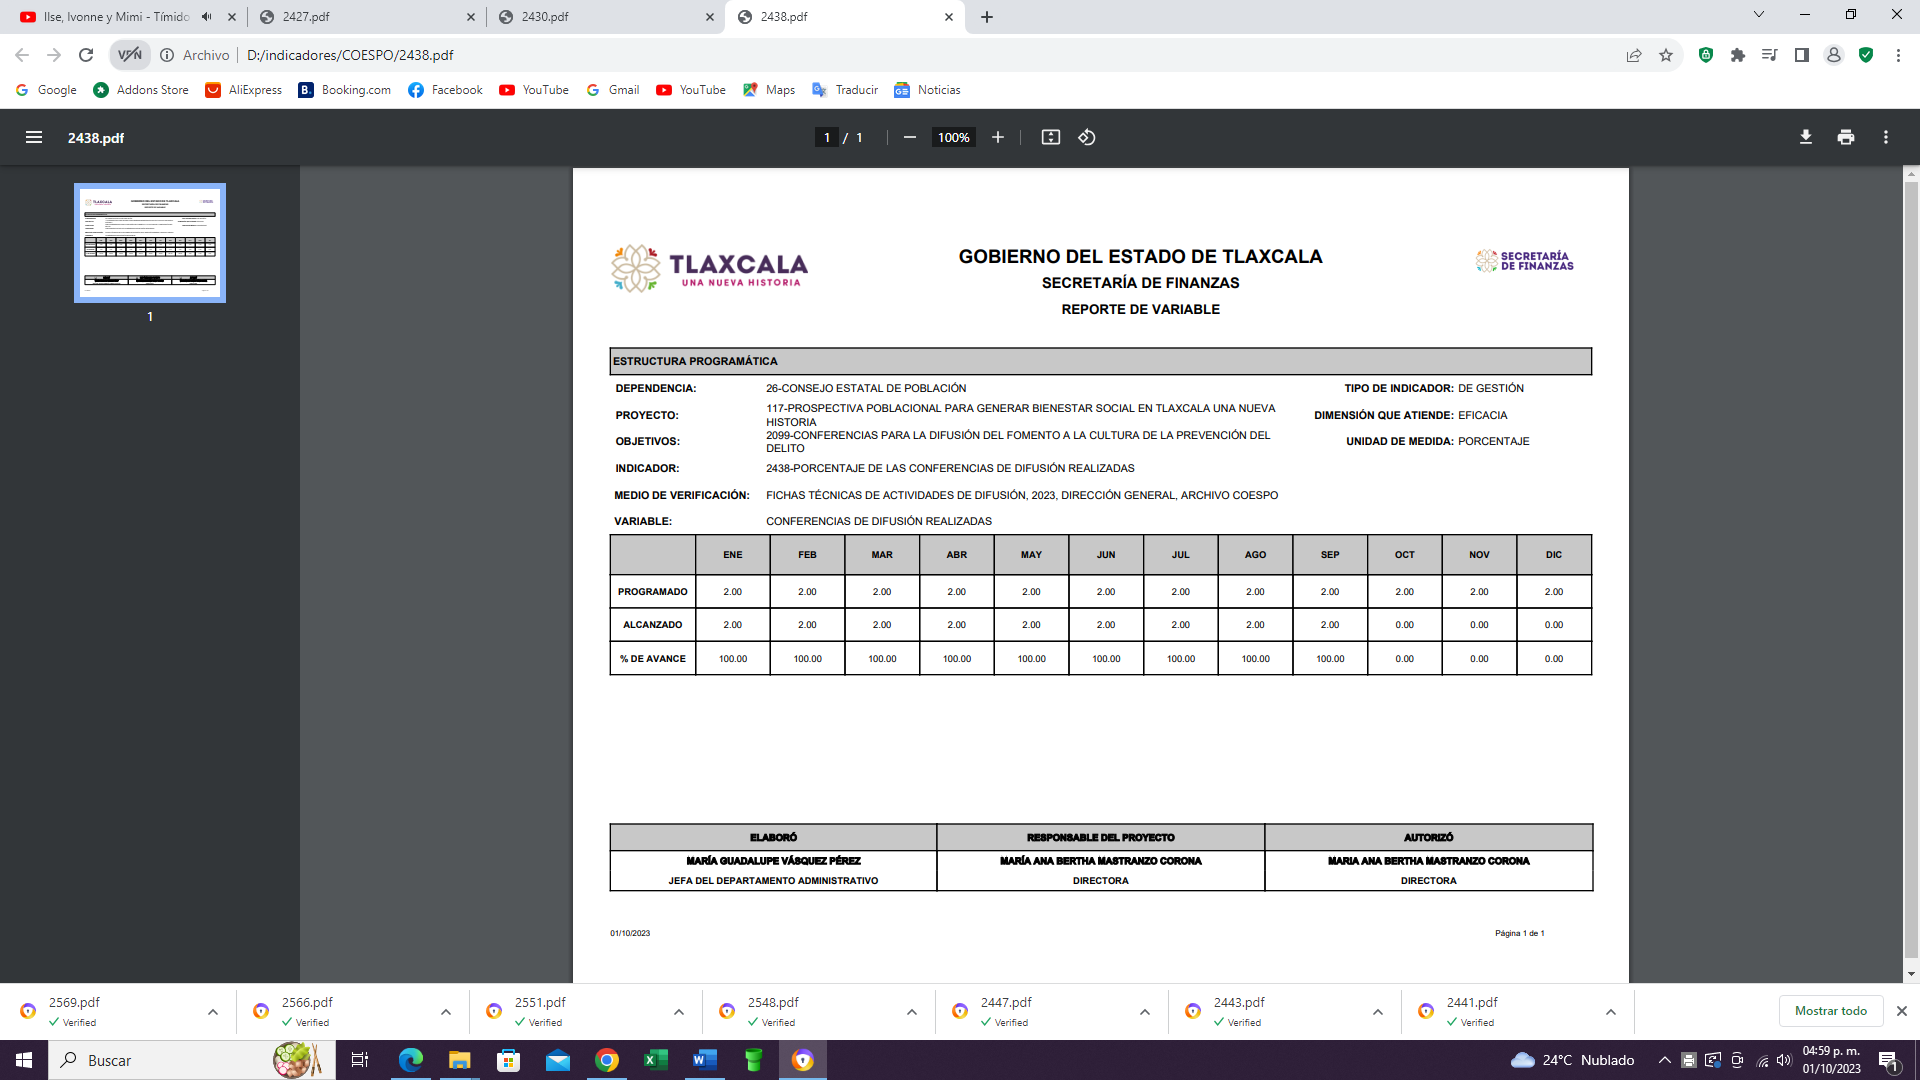 Ilse, Ivonne y Mimi - Tímido
2427.pdf
2430.pdf
2438.pdf
VPN
Archivo
D:/indicadores/COESPO/2438.pdf
Google
Addons Store
AliExpress
Booking.com
Facebook
YouTube
Gmail
YouTube
Maps
Traducir
Noticias
2438.pdf
1 / 1
100%
1
TLAXCALA
UNA NUEVA HISTORIA
GOBIERNO DEL ESTADO DE TLAXCALA
SECRETARÍA DE FINANZAS
REPORTE DE VARIABLE
SECRETARÍA
DE FINANZAS
ESTRUCTURA PROGRAMÁTICA
DEPENDENCIA: 26-CONSEJO ESTATAL DE POBLACIÓN TIPO DE INDICADOR: DE GESTIÓN
PROYECTO: 117-PROSPECTIVA POBLACIONAL PARA GENERAR BIENESTAR SOCIAL EN TLAXCALA UNA NUEVA
HISTORIA
DIMENSIÓN QUE ATIENDE: EFICACIA
OBJETIVOS: 2099-CONFERENCIAS PARA LA DIFUSIÓN DEL FOMENTO A LA CULTURA DE LA PREVENCIÓN DEL
DELITO
UNIDAD DE MEDIDA: PORCENTAJE
INDICADOR: 2438-PORCENTAJE DE LAS CONFERENCIAS DE DIFUSIÓN REALIZADAS
MEDIO DE VERIFICACIÓN: FICHAS TÉCNICAS DE ACTIVIDADES DE DIFUSIÓN, 2023, DIRECCIÓN GENERAL, ARCHIVO COESPO
VARIABLE: CONFERENCIAS DE DIFUSIÓN REALIZADAS
ENE FEB MAR ABR MAY JUN JUL AGO SEP OCT NOV DIC
PROGRAMADO 2.00 2.00 2.00 2.00 2.00 2.00 2.00 2.00 2.00 2.00 2.00 2.00
ALCANZADO 2.00 2.00 2.00 2.00 2.00 2.00 2.00 2.00 2.00 0.00 0.00 0.00
% DE AVANCE 100.00 100.00 100.00 100.00 100.00 100.00 100.00 100.00 100.00 0.00 0.00 0.00
ELABORÓ RESPONSABLE DEL PROYECTO AUTORIZÓ
MARÍA GUADALUPE VÁSQUEZ PÉREZ MARÍA ANA BERTHA MASTRANZO CORONA MARIA ANA BERTHA MASTRANZO CORONA
JEFA DEL DEPARTAMENTO ADMINISTRATIVO DIRECTORA DIRECTORA
01/10/2023 Página 1 de 1
2569.pdf
Verified
2566.pdf
Verified
2551.pdf
Verified
2548.pdf
Verified
2447.pdf
Verified
2443.pdf
Verified
2441.pdf
Verified
Mostrar todo
Buscar
24°C Nublado
04:59 p. m.
01/10/2023
1